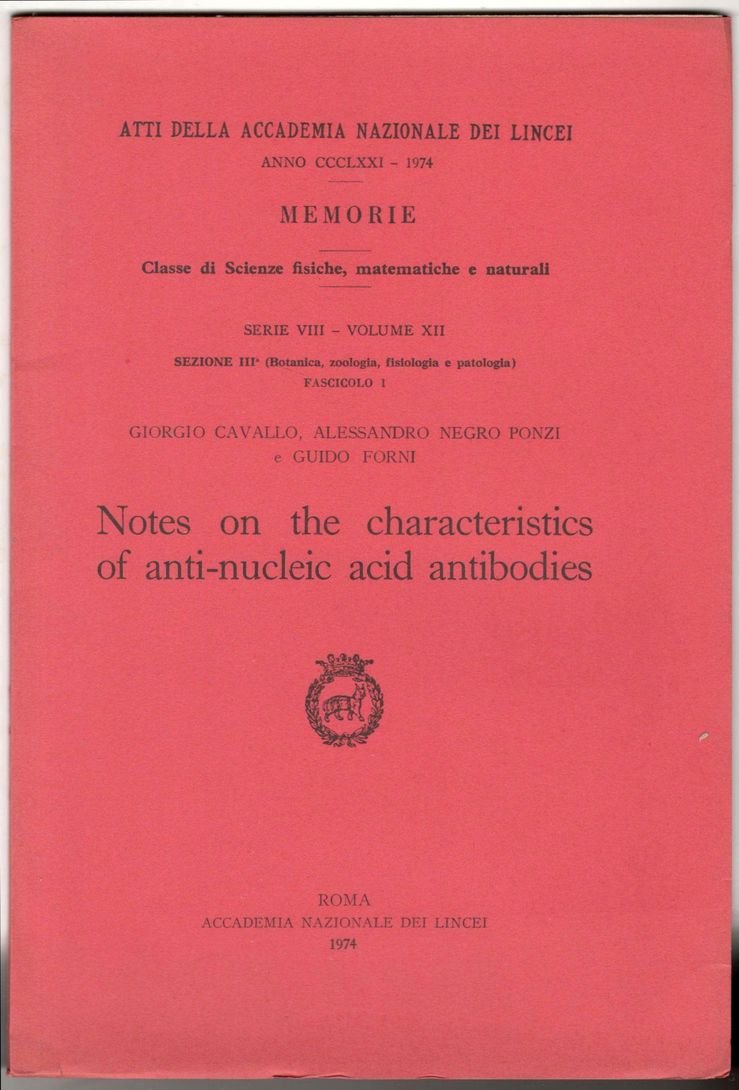 ATTI DELLA ACCADEMIA NAZIONALE DEI LINCEI
ANNO CCCLXXI – 1974
MEMORIE
Classe di Scienze fisiche, matematiche e naturali
SERIE VIII – VOLUME XII
SEZIONE IIIª (Botanica, zoologia, fisiologia e patologia)
FASCICOLO 1
GIORGIO CAVALLO, ALESSANDRO NEGRO PONZI
e GUIDO FORNI
Notes on the characteristics
of anti-nucleic acid antibodies
ROMA
ACCADEMIA NAZIONALE DEI LINCEI
1974